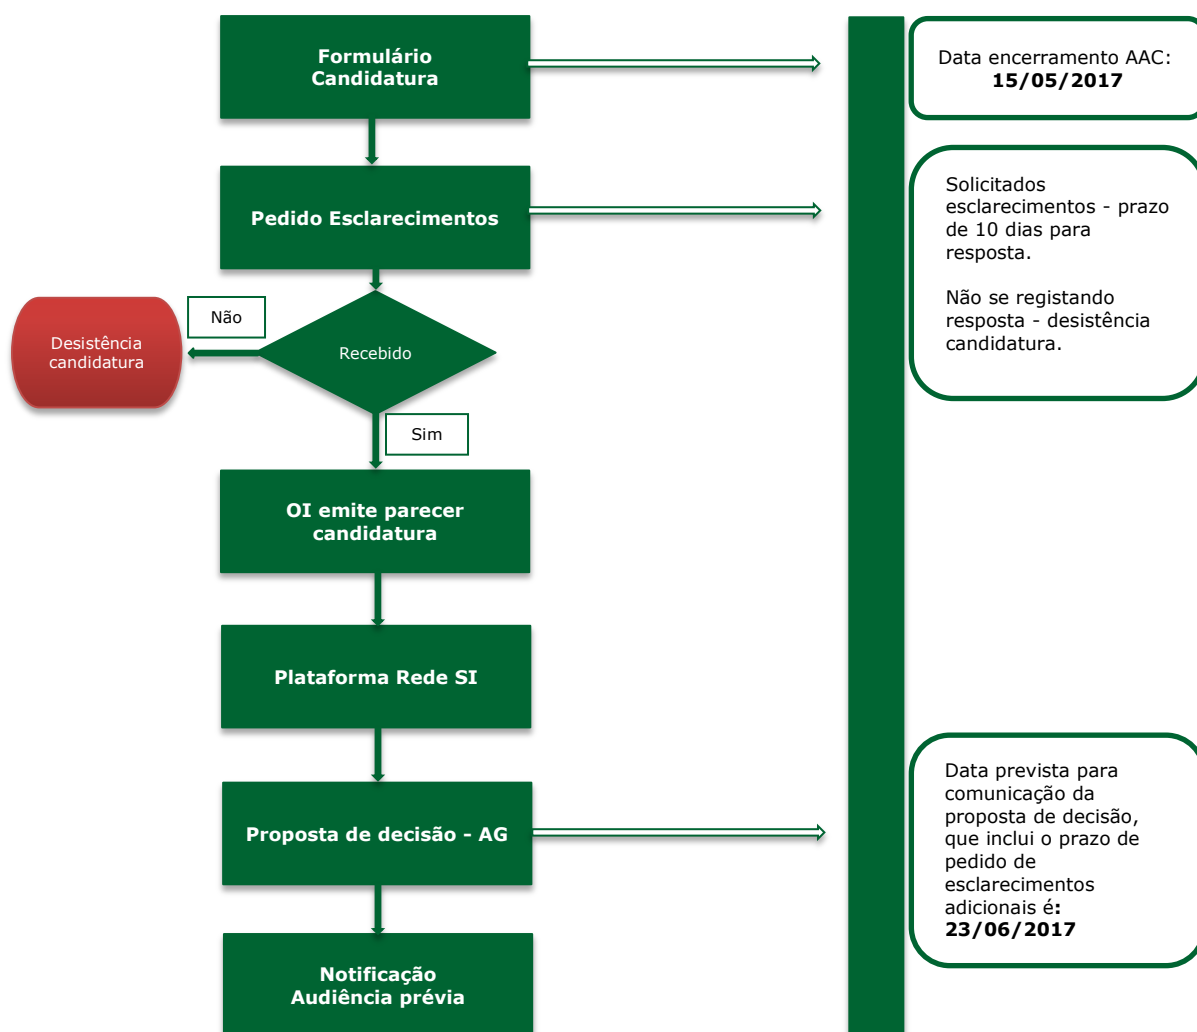 Formulário
Candidatura
Data encerramento AAC:
15/05/2017
Pedido Esclarecimentos
Solicitados
esclarecimentos - prazo
de 10 dias para
resposta.
Não se registando
resposta - desistência
candidatura.
Não
Desistência
candidatura
Recebido
Sim
OI emite parecer
candidatura
Plataforma Rede SI
Proposta de decisão - AG
Data prevista para
comunicação da
proposta de decisão,
que inclui o prazo de
pedido de
esclarecimentos
adicionais é:
23/06/2017
Notificação
Audiência prévia